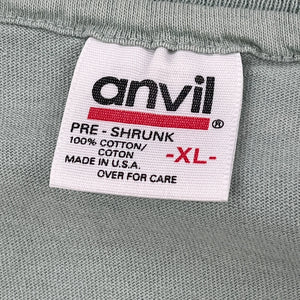 anvil
®
PRE - SHRUNK
100% COTTON/
COTON
-XL-
MADE IN U.S.A.
OVER FOR CARE